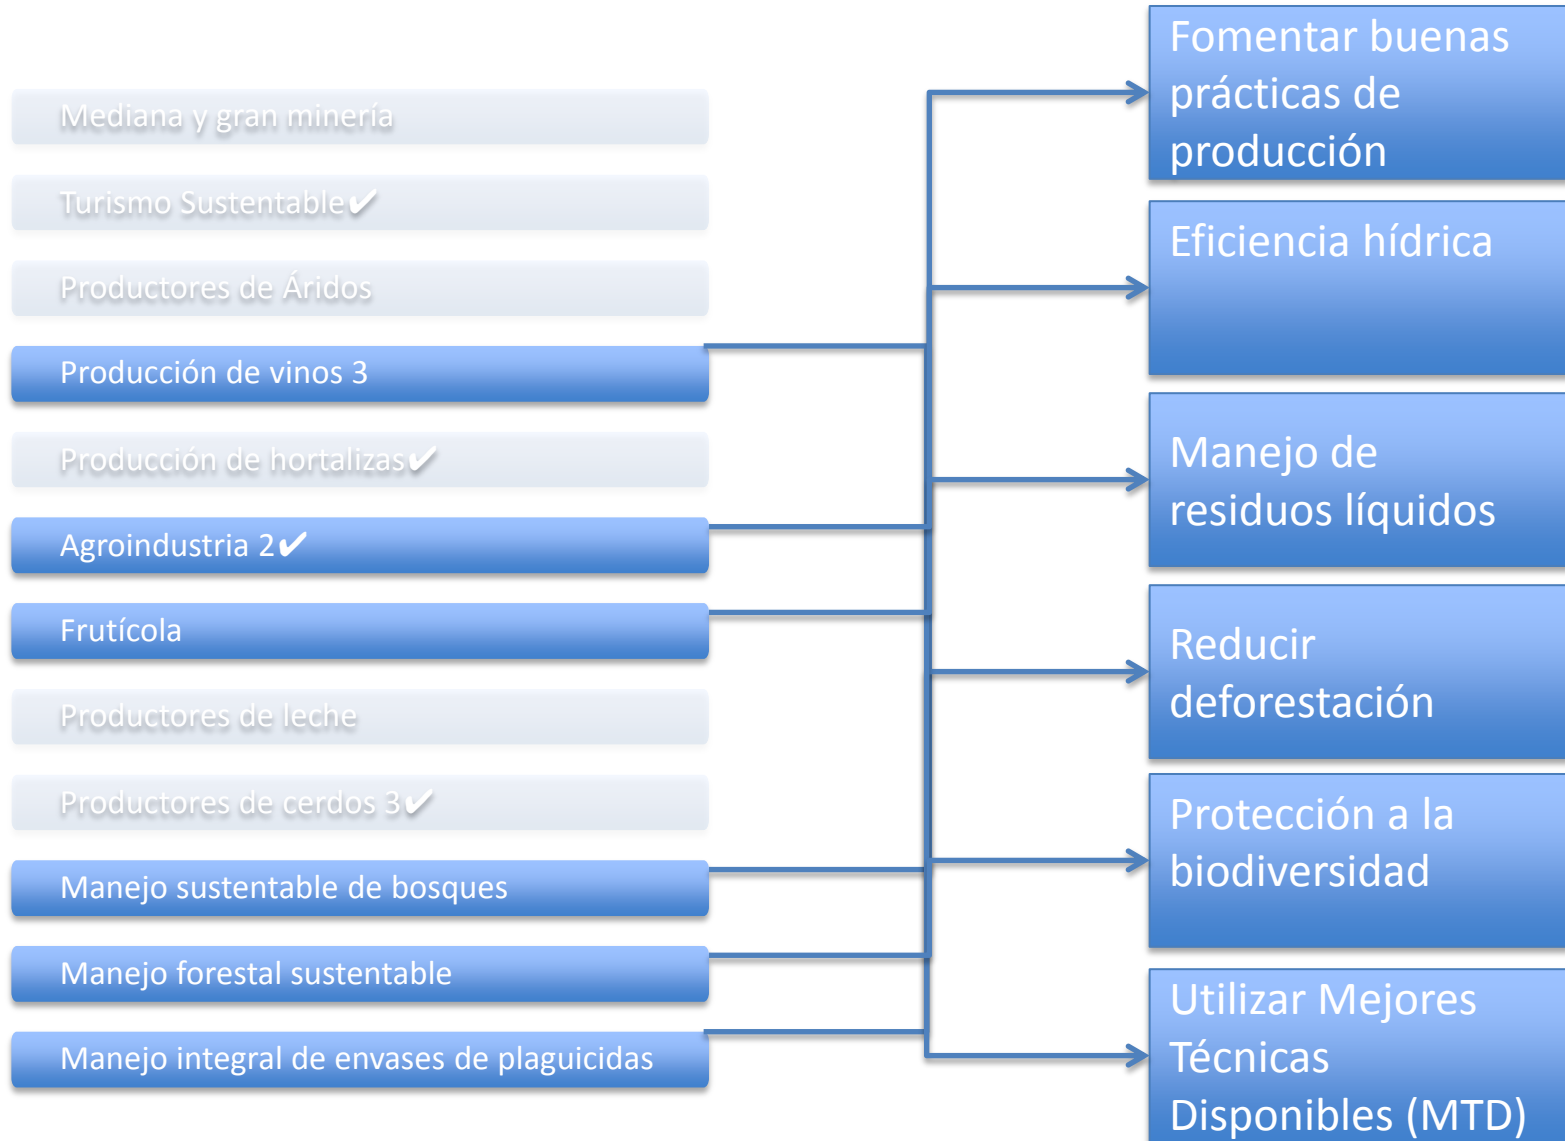 Mediana y gran minería
Turismo Sustentable✔
Productores de Áridos
Producción de vinos 3
Producción de hortalizas✔
Agroindustria 2✔
Frutícola
Productores de leche
Productores de cerdos 3✔
Manejo sustentable de bosques
Manejo forestal sustentable
Manejo integral de envases de plaguicidas
Fomentar buenas
prácticas de
producción
Eficiencia hídrica
Manejo de
residuos líquidos
Reducir
deforestación
Protección a la
biodiversidad
Utilizar Mejores
Técnicas
Disponibles (MTD)